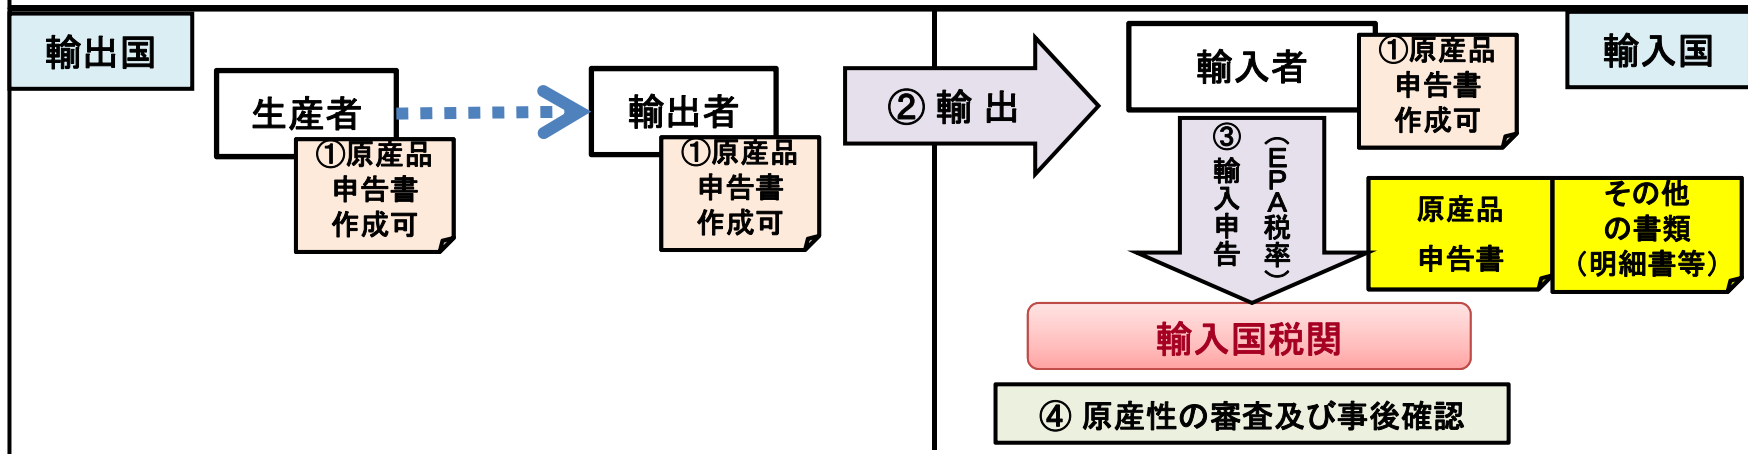 輸出国
生産者
①原産品
申告書
作成可
輸出者
①原産品
申告書
作成可
②輸出
輸入者
①原産品
申告書
作成可
輸入国
③輸入申告
（EPA税率）
原産品
申告書
その他
の書類
（明細書等）
輸入国税関
④ 原産性の審査及び事後確認